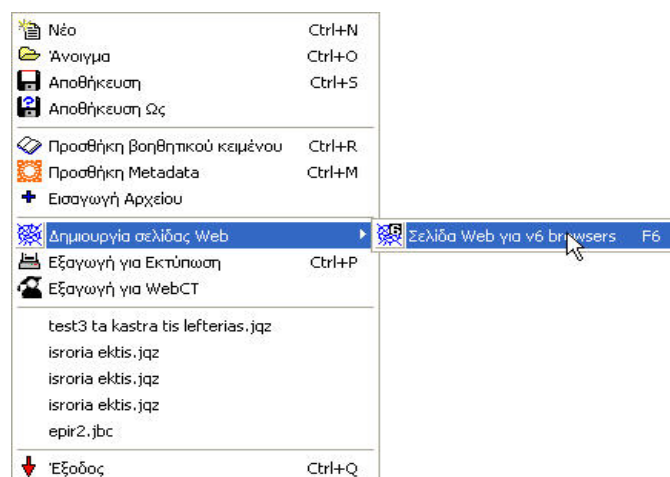 Νέο Ctrl+N
Άνοιγμα Ctrl+O
Αποθήκευση Ctrl+S
Αποθήκευση Ως
Προσθήκη βοηθητικού κειμένου Ctrl+R
Προσθήκη Metadata Ctrl+M
Εισαγωγή Αρχείου
Δημιουργία σελίδας Web Σελίδα Web για v6 browsers F6
Εξαγωγή για Εκτύπωση Ctrl+P
Εξαγωγή για WebCT
test3 ta kastra tis lefterias.jqz
isroria ektis.jqz
isroria ektis.jqz
isroria ektis.jqz
epir2.jbc
Έξοδος Ctrl+Q